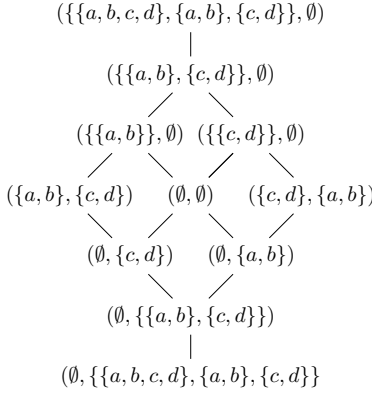 ({{a, b, c, d}, {a, b}, {c, d}}, ∅)
({{a, b}, {c, d}}, ∅)
({{a, b}}, ∅) ({{c, d}}, ∅)
({a, b}, {c, d}) (∅, ∅) ({c, d}, {a, b})
(∅, {c, d}) (∅, {a, b})
(∅, {{a, b}, {c, d}})
(∅, {{a, b, c, d}, {a, b}, {c, d}}